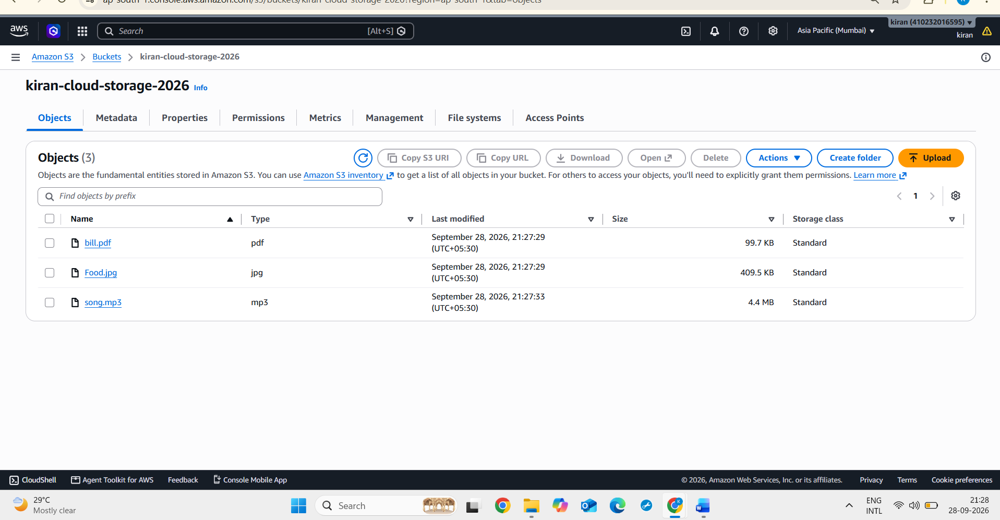 ap-south-1.console.aws.amazon.com/s3/buckets/kiran-cloud-storage-2026?region=ap-south-1&tab=objects
aws
Search [Alt+S]
Asia Pacific (Mumbai)
kiran (410232016595)
kiran
Amazon S3 > Buckets > kiran-cloud-storage-2026
kiran-cloud-storage-2026 Info
Objects Metadata Properties Permissions Metrics Management File systems Access Points
Objects (3) Copy S3 URI Copy URL Download Open Delete Actions Create folder Upload
Objects are the fundamental entities stored in Amazon S3. You can use Amazon S3 inventory to get a list of all objects in your bucket. For others to access your objects, you'll need to explicitly grant them permissions. Learn more
Find objects by prefix 1
Name Type Last modified Size Storage class
bill.pdf pdf September 28, 2026, 21:27:29 (UTC+05:30) 99.7 KB Standard
Food.jpg jpg September 28, 2026, 21:27:29 (UTC+05:30) 409.5 KB Standard
song.mp3 mp3 September 28, 2026, 21:27:33 (UTC+05:30) 4.4 MB Standard
CloudShell Agent Toolkit for AWS Feedback Console Mobile App © 2026, Amazon Web Services, Inc. or its affiliates. Privacy Terms Cookie preferences
29°C
Mostly clear
Search
ENG
INTL
21:28
28-09-2026